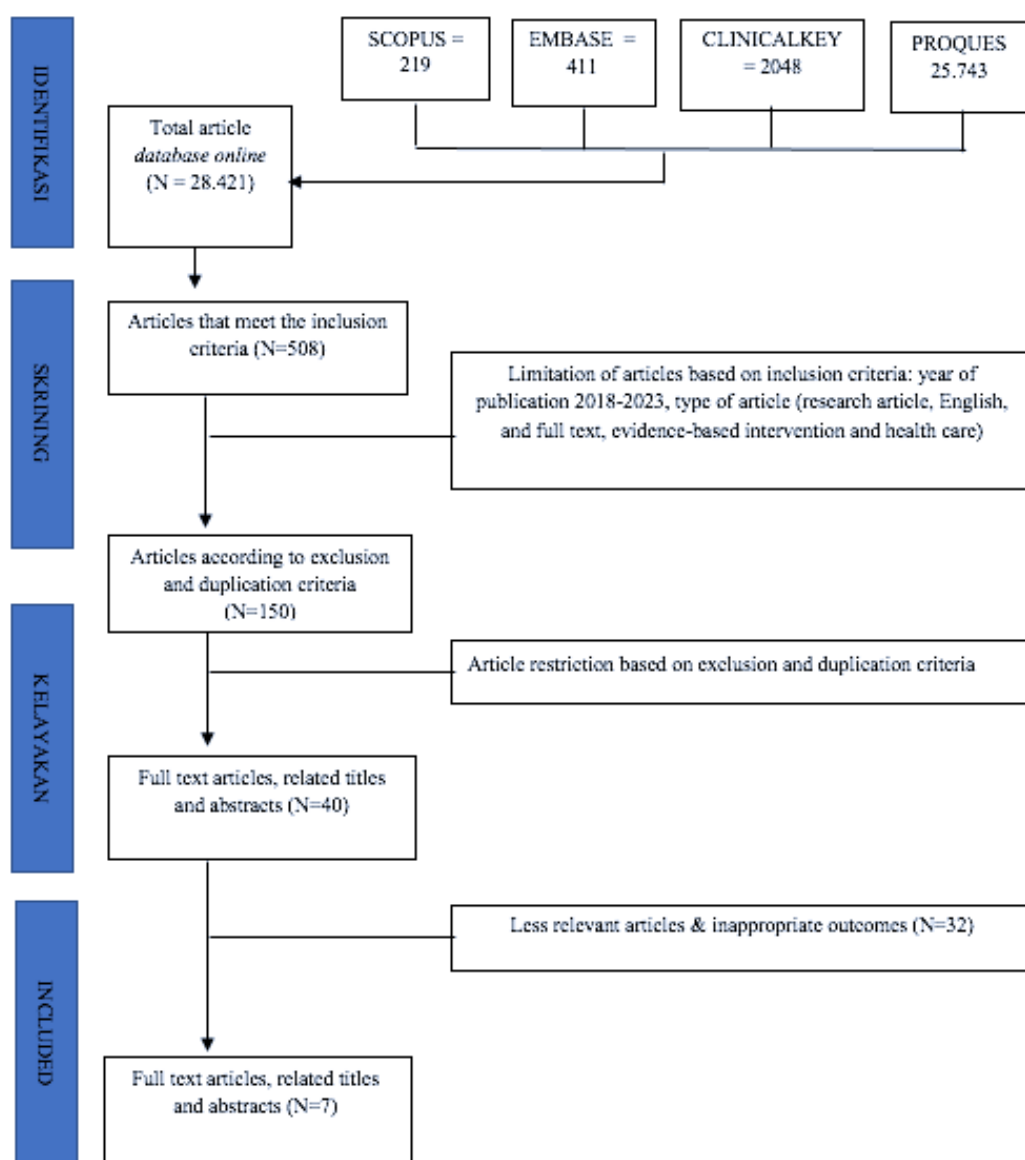 IDENTIFIKASI
SCOPUS =
219
EMBASE =
411
CLINICALKEY
= 2048
PROQUES
25.743
Total article
database online
(N = 28.421)
SKRINING
Articles that meet the inclusion
criteria (N=508)
Limitation of articles based on inclusion criteria: year of
publication 2018-2023, type of article (research article, English,
and full text, evidence-based intervention and health care)
Articles according to exclusion
and duplication criteria
(N=150)
KELAYAKAN
Article restriction based on exclusion and duplication criteria
Full text articles, related titles
and abstracts (N=40)
INCLUDED
Less relevant articles & inappropriate outcomes (N=32)
Full text articles, related titles
and abstracts (N=7)